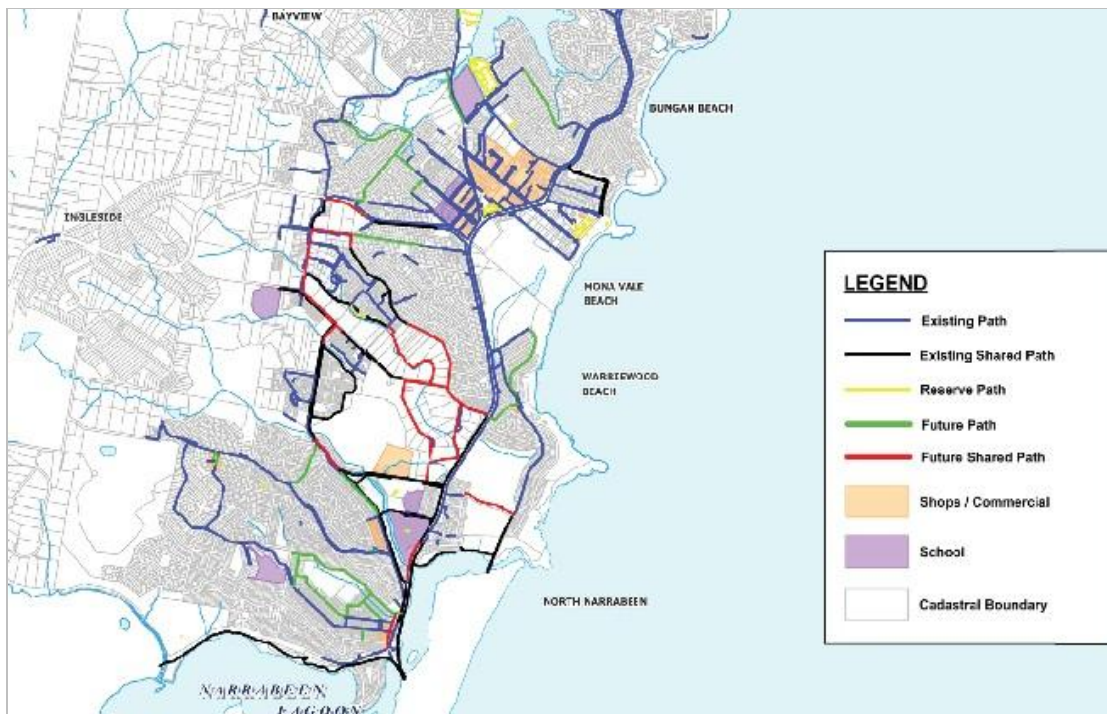 BAYVIEW
BUNGAN BEACH
INGLESIDE
MONA VALE
BEACH
WARRIEWOOD
BEACH
NORTH NARRABEEN
NARRABEEN
LAGOON
LEGEND
Existing Path
Existing Shared Path
Reserve Path
Future Path
Future Shared Path
Shops / Commercial
School
Cadastral Boundary